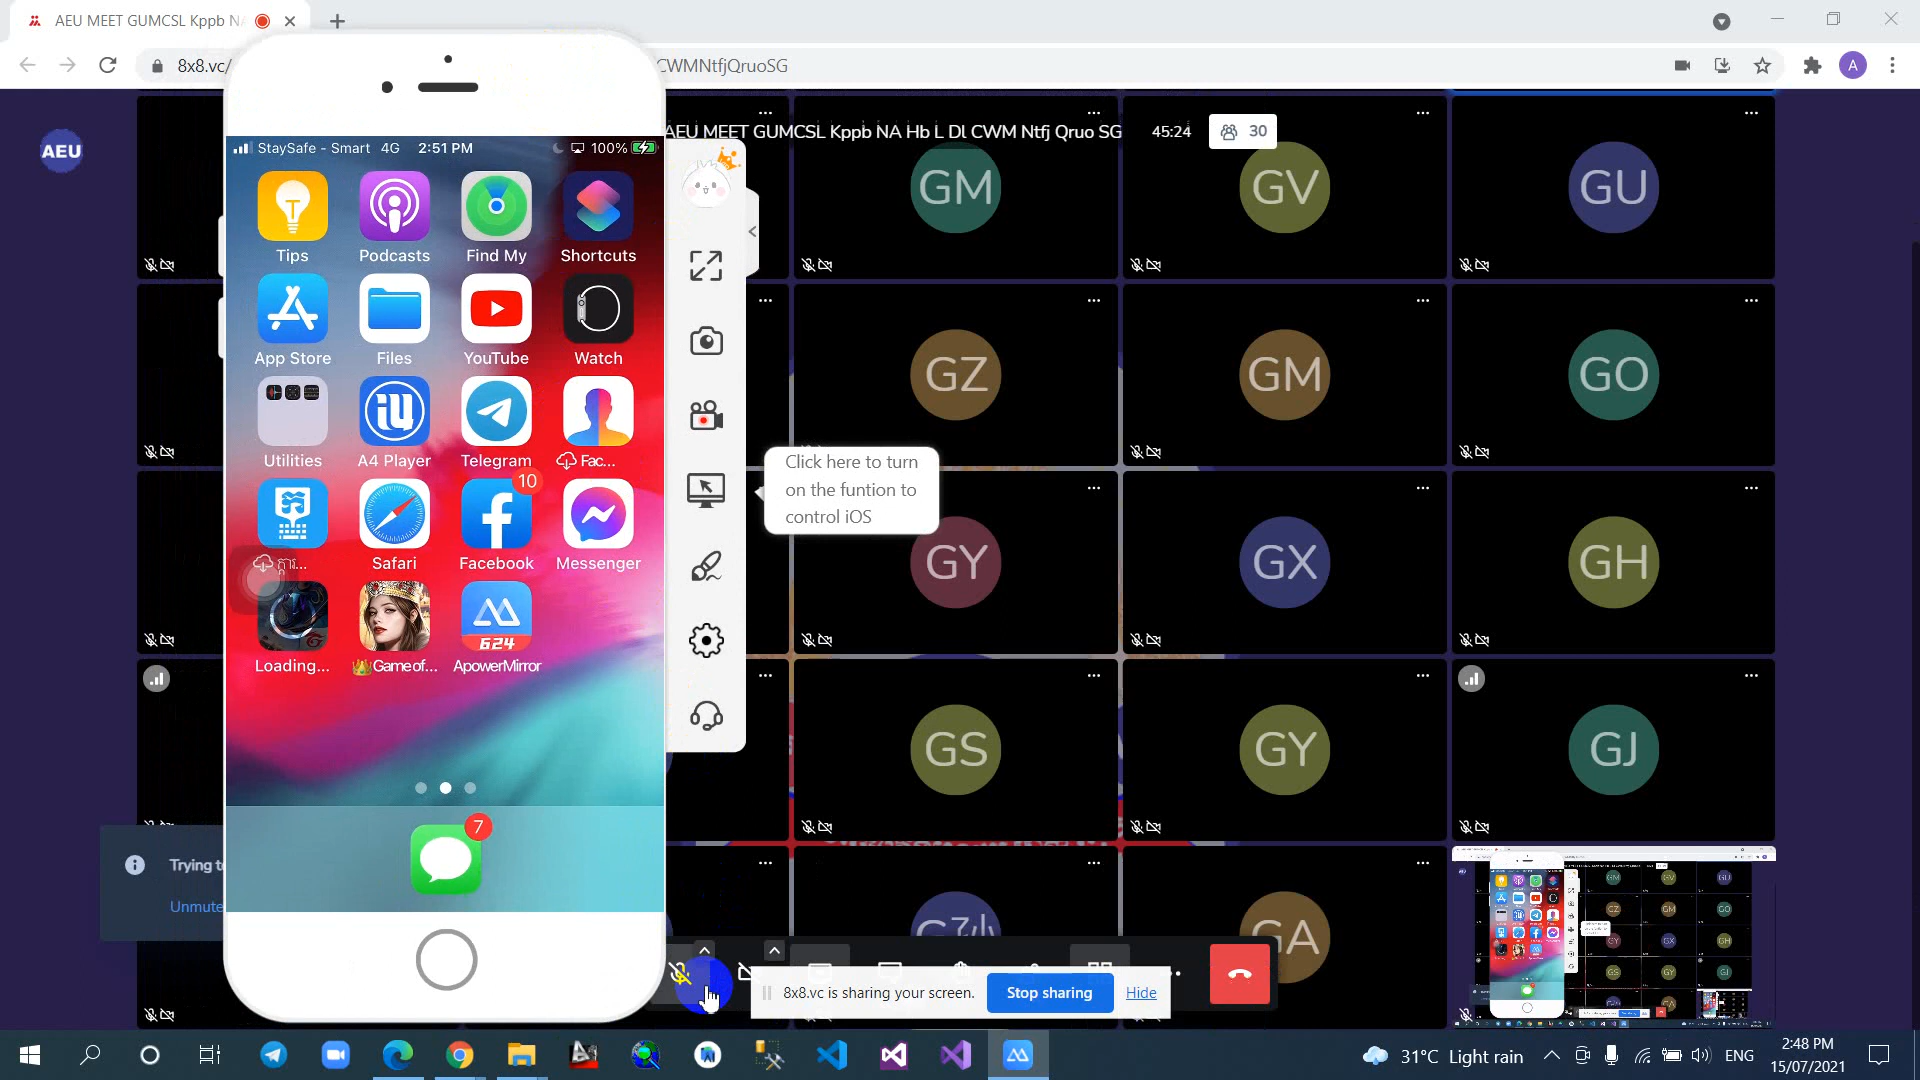 AEU MEET GUMCSL Kppb NA
8x8.vc/
CWMNtfjQruoSG
A
AEU
AEU MEET GUMCSL Kppb NA Hb L Dl CWM Ntfj Qruo SG
45:24
30
StaySafe - Smart 4G 2:51 PM 100%
Tips Podcasts Find My Shortcuts
App Store Files YouTube Watch
Utilities A4 Player Telegram Fac...
10
Safari Facebook Messenger
624
Loading... Game of... ApowerMirror
7
Click here to turn
on the funtion to
control iOS
GM GV GU
GZ GM GO
GY GX GH
GS GY GJ
GA
Trying to
Unmute
8x8.vc is sharing your screen. Stop sharing Hide
31°C Light rain
ENG
2:48 PM
15/07/2021